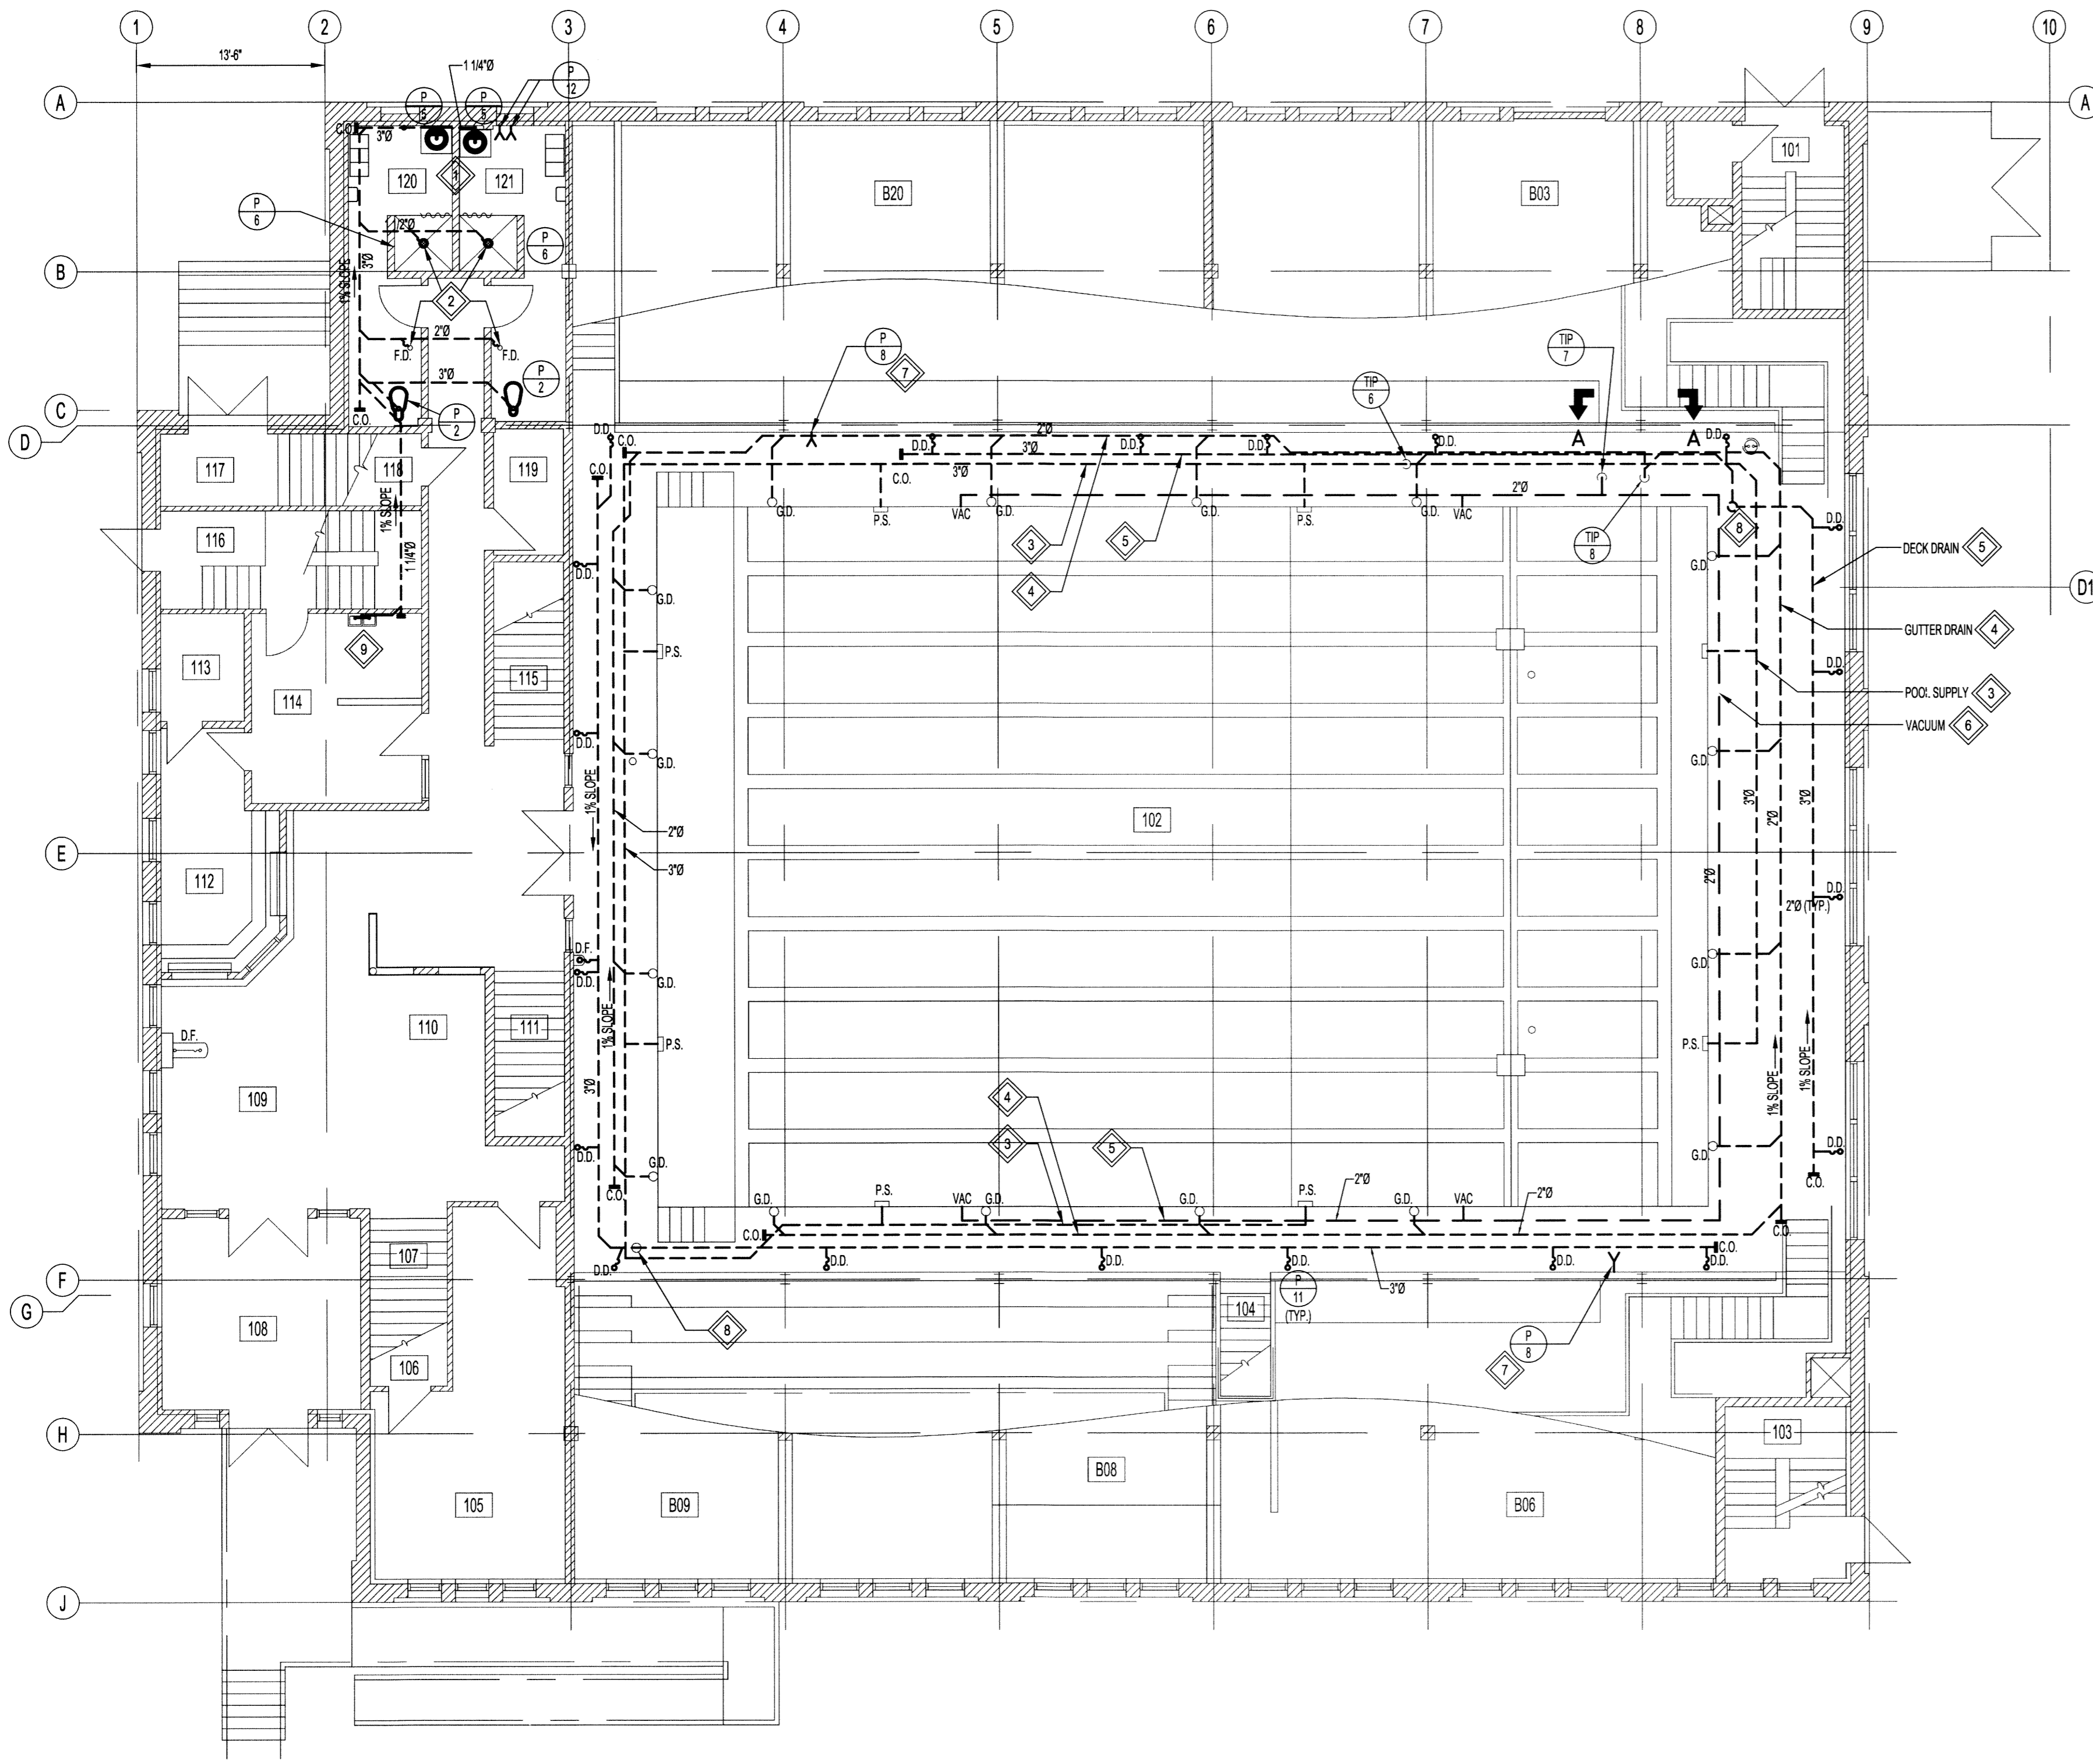 1 2 3 4 5 6 7 8 9 10
13'-6"
1 1/4"Ø
P 12
P 5
P 5
A A
C.O. 3"Ø
101
120 1 121
B20 B03
P 6
1/2"Ø
P 6
B
3"Ø
1% SLOPE
2
2"Ø
F.D. F.D.
P 8
7
TIP 7
3"Ø
P 2
TIP 6
C
C.O.
P 2
A A
D
D.D. C.O. D.D. 2"Ø D.D. D.D. D.D. D.D.
117 118 119
3"Ø
C.O. C.O. 3"Ø
2"Ø
1% SLOPE
G.D. P.S. VAC G.D. G.D. P.S. G.D. VAC
8 D.D.
116
1 1/4"Ø
3 5
TIP 8
DECK DRAIN 5
D.D. G.D.
4
G.D.
D1
GUTTER DRAIN 4
9
113 115
P.S.
D.D.
POOL SUPPLY 3
114
VACUUM 6
D.D. G.D. G.D.
1% SLOPE
3"Ø 2"Ø 3"Ø
2"Ø
102
E
3"Ø
112
2"Ø
D.D.
2"Ø (TYP.)
D.F.
D.D. G.D. G.D.
1% SLOPE
110 111
D.F.
P.S. P.S.
1% SLOPE 1% SLOPE
3"Ø
109
4
3 5
D.D. G.D. G.D. D.D.
C.O. C.O.
G.D. P.S. VAC G.D. G.D. P.S. G.D. VAC 2"Ø 2"Ø
C.O. C.O.
107
C.O.
D.D. D.D. D.D. D.D. D.D. D.D.
F
P 11
(TYP.)
3"Ø
G
108
8
104
P 8
7
106
H
103
B08
105 B09 B06
J